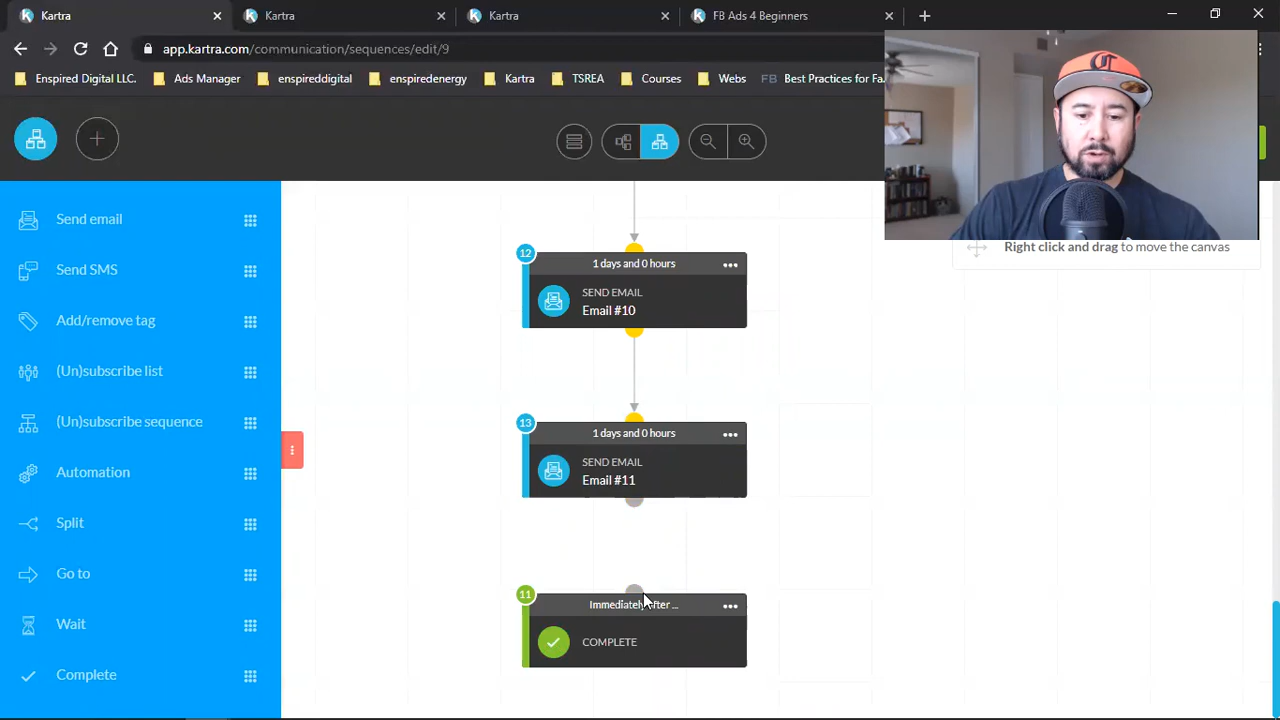 Kartra
Kartra
Kartra
FB Ads 4 Beginners
app.kartra.com/communication/sequences/edit/9
Enspired Digital LLC.
Ads Manager
enspireddigital
enspiredenergy
Kartra
TSREA
Courses
Webs
FB Best Practices for Fa
Send email
Send SMS
Add/remove tag
(Un)subscribe list
(Un)subscribe sequence
Automation
Split
Go to
Wait
Complete
Right click and drag to move the canvas
12
1 days and 0 hours
SEND EMAIL
Email #10
13
1 days and 0 hours
SEND EMAIL
Email #11
11
Immediately after ...
COMPLETE